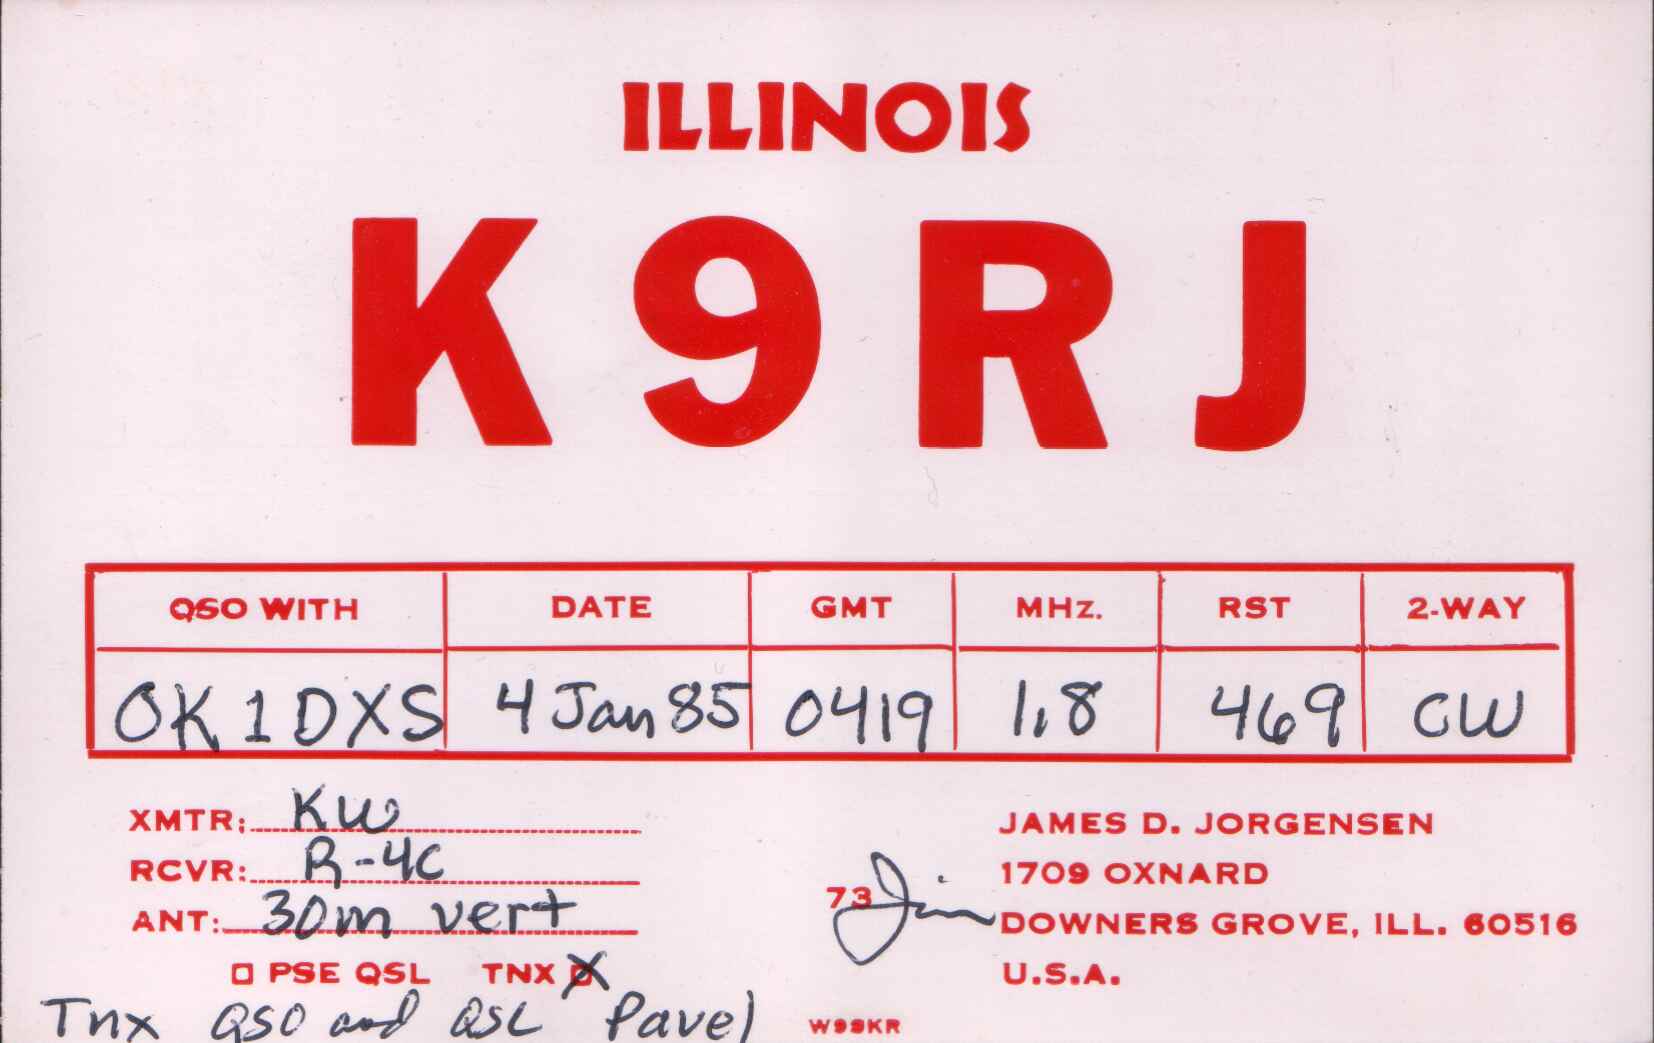 ILLINOIS
K9RJ
QSO WITH DATE GMT MHz. RST 2-WAY
OK1DXS 4 Jan 85 0419 1,8 469 CW
XMTR: KW
RCVR: R-4C
ANT: 30m vert
PSE QSL TNX X
Tnx QSO and QSL Pavel
73 Jim
JAMES D. JORGENSEN
1709 OXNARD
DOWNERS GROVE, ILL. 60516
U.S.A.